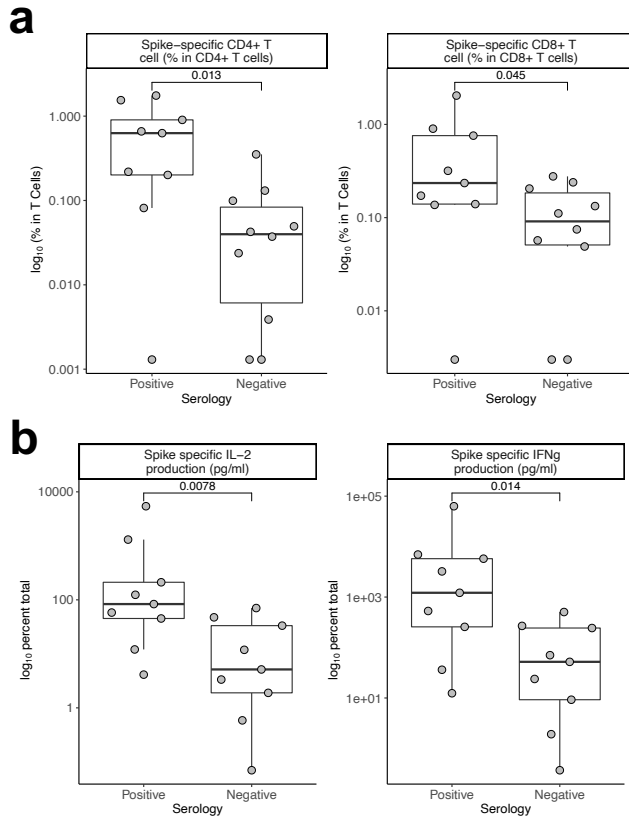 a
Spike−specific CD4+ T
cell (% in CD4+ T cells)
0.013
1.000
0.100
0.010
0.001
log10 (% in T Cells)
Positive
Negative
Serology
Spike−specific CD8+ T
cell (% in CD8+ T cells)
0.045
1.00
0.10
0.01
log10 (% in T Cells)
Positive
Negative
Serology
b
Spike specific IL−2
production (pg/ml)
0.0078
10000
100
1
log10 percent total
Positive
Negative
Serology
Spike specific IFNg
production (pg/ml)
0.014
1e+05
1e+03
1e+01
log10 percent total
Positive
Negative
Serology